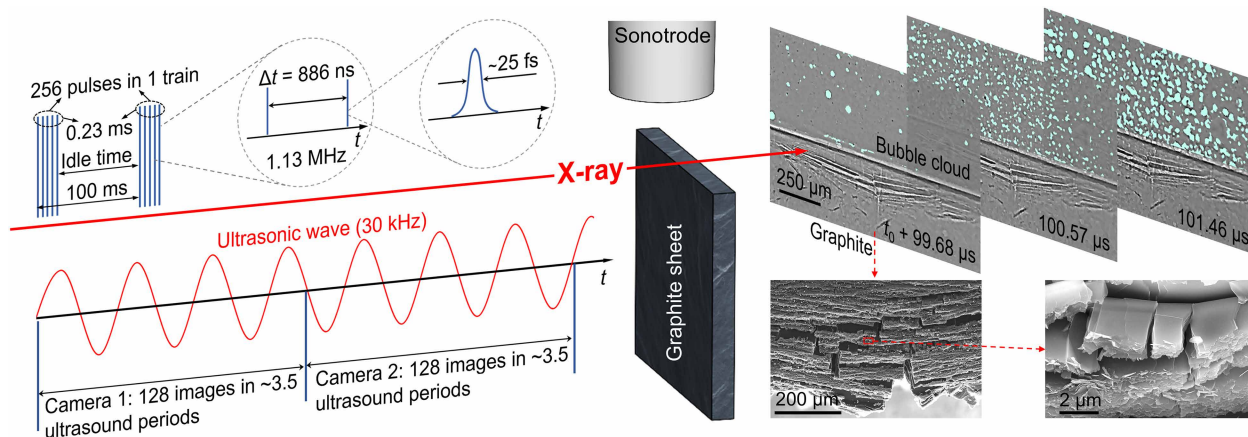 256 pulses in 1 train
0.23 ms
Idle time
100 ms
Δt = 886 ns
t
1.13 MHz
~25 fs
t
X-ray
Ultrasonic wave (30 kHz)
t
Camera 1: 128 images in ~3.5
ultrasound periods
Camera 2: 128 images in ~3.5
ultrasound periods
Sonotrode
Graphite sheet
Bubble cloud
250 µm
Graphite
t₀ + 99.68 µs
100.57 µs
101.46 µs
200 µm
2 µm